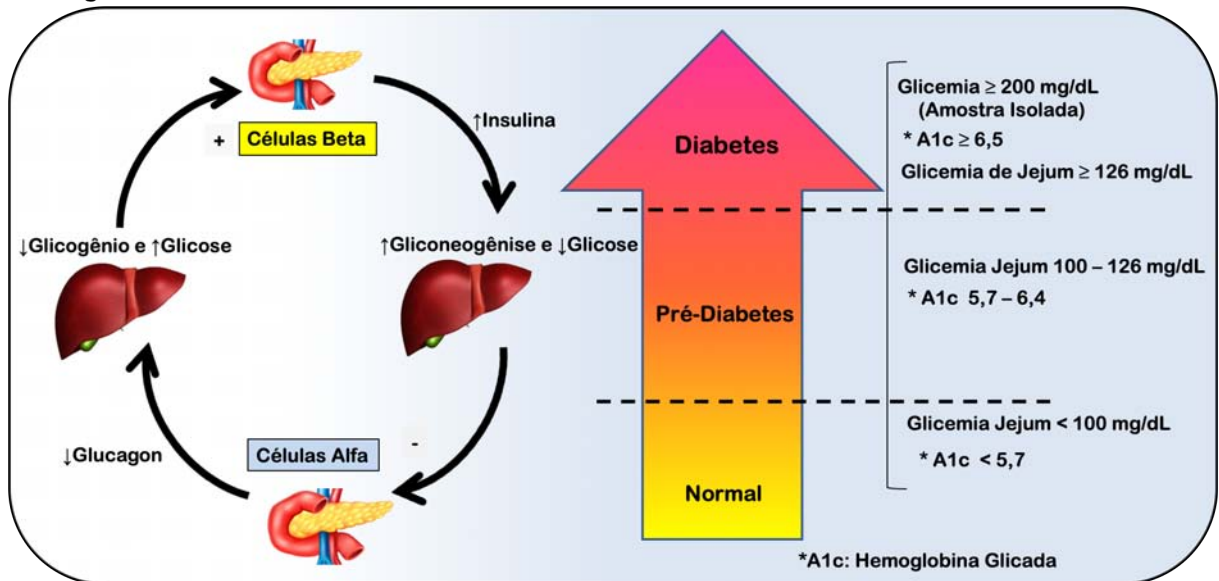 +
Células Beta
↑Insulina
↓Glicogênio e ↑Glicose
↑Gliconeogênise e ↓Glicose
↓Glucagon
Células Alfa
-
Diabetes
Pré-Diabetes
Normal
Glicemia ≥ 200 mg/dL
(Amostra Isolada)
* A1c ≥ 6,5
Glicemia de Jejum ≥ 126 mg/dL
Glicemia Jejum 100 – 126 mg/dL
* A1c 5,7 – 6,4
Glicemia Jejum < 100 mg/dL
* A1c < 5,7
*A1c: Hemoglobina Glicada